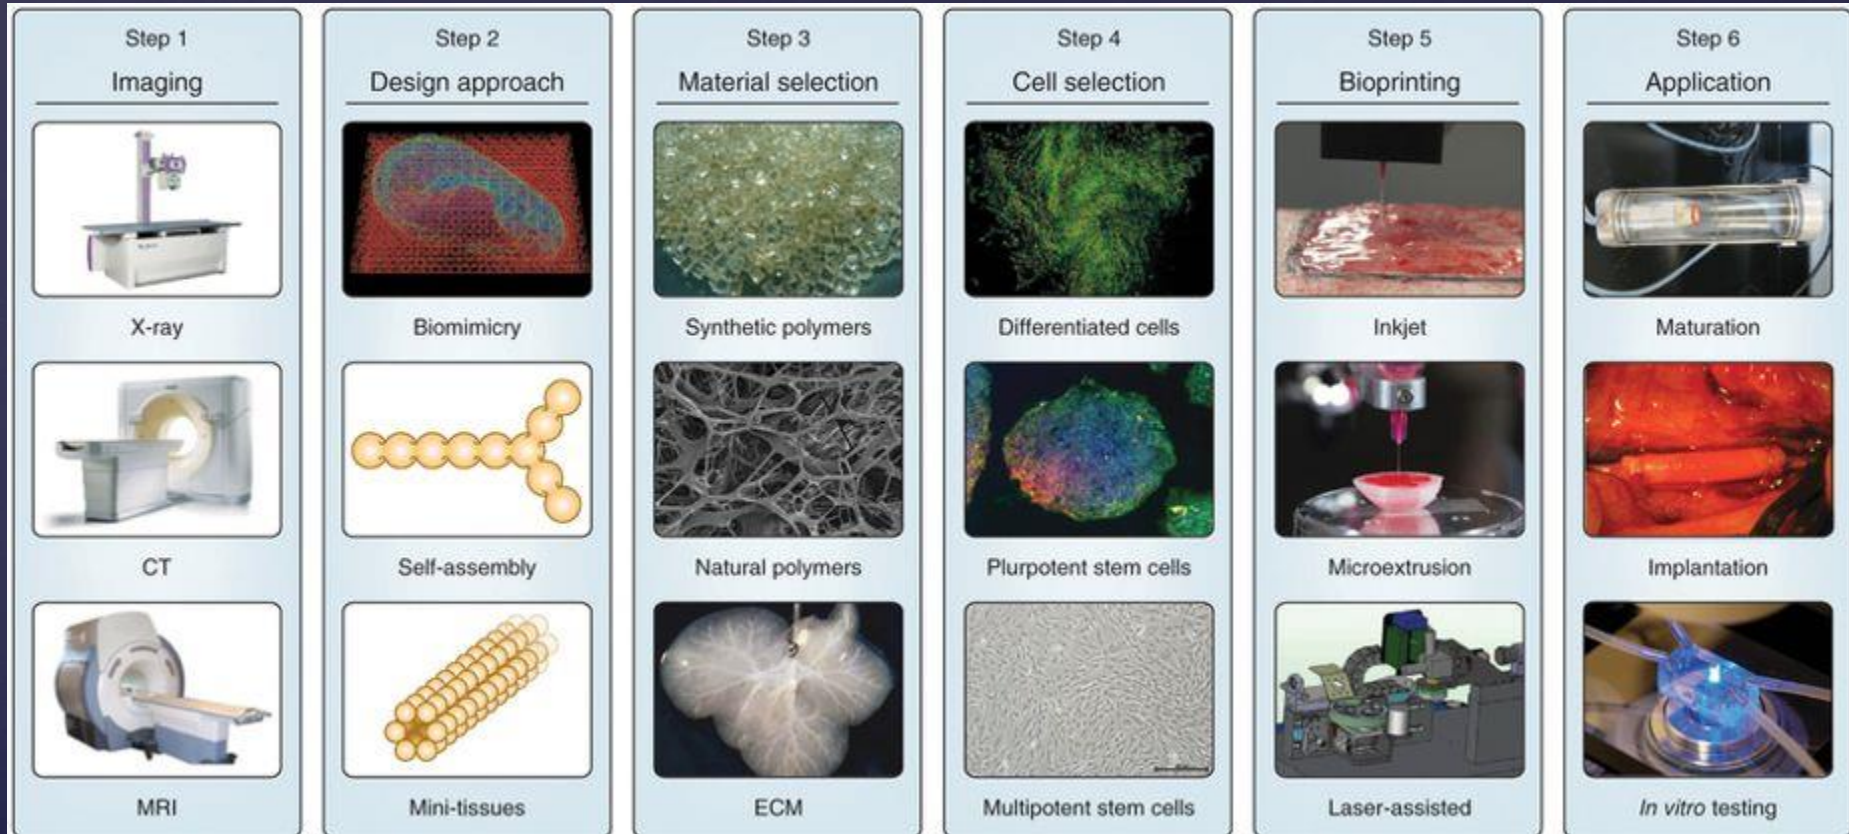 Step 1
Imaging
X-ray
CT
MRI
Step 2
Design approach
Biomimicry
Self-assembly
Mini-tissues
Step 3
Material selection
Synthetic polymers
Natural polymers
ECM
Step 4
Cell selection
Differentiated cells
Plurpotent stem cells
Multipotent stem cells
Step 5
Bioprinting
Inkjet
Microextrusion
Laser-assisted
Step 6
Application
Maturation
Implantation
In vitro testing